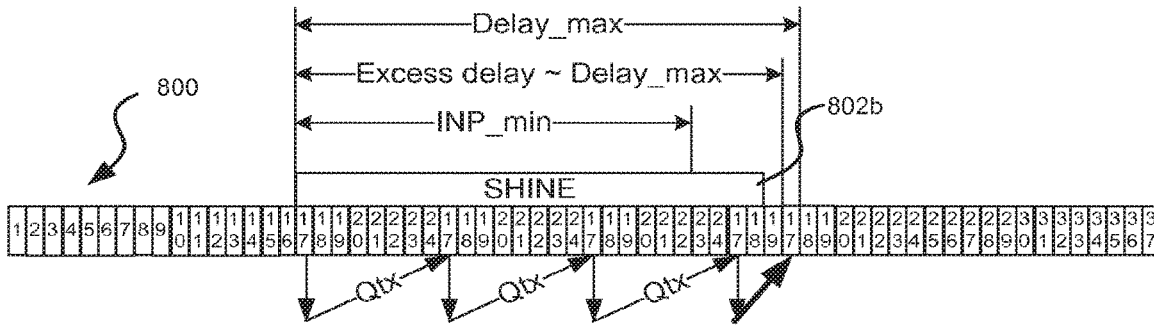 Delay_max
Excess delay ~ Delay_max
800
802b
INP_min
SHINE
1 2 3 4 5 6 7 8 9 10 11 12 13 14 15 16 17 18 19 20 21 22 23 24 17 18 19 20 21 22 23 24 17 18 19 20 21 22 23 24 17 18 19 17 18 19 20 21 22 23 24 25 26 27 28 29 30 31 32 33 34 35 36 37
Qtx Qtx Qtx